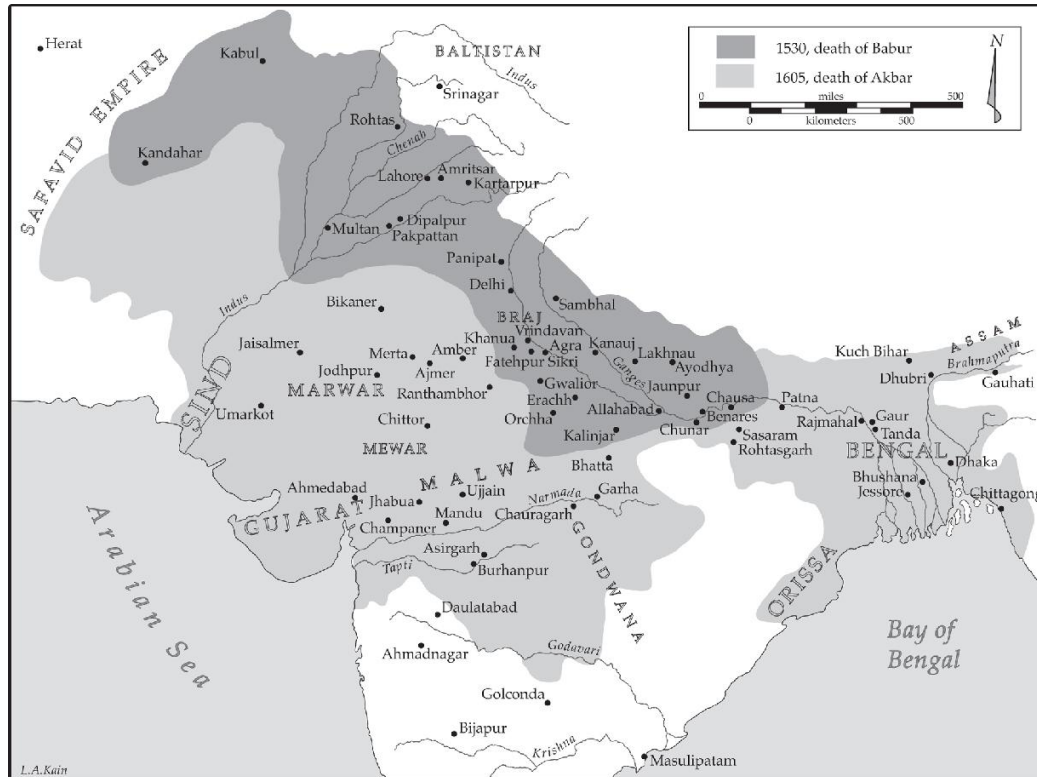 1530, death of Babur
1605, death of Akbar
0 miles 500
0 kilometers 500
N
Herat
Kabul
BALTISTAN
Indus
Srinagar
SAFAVID EMPIRE
Rohtas
Chenab
Kandahar
Lahore
Amritsar
Kartarpur
Multan
Dipalpur
Pakpattan
Panipat
Delhi
Indus
Bikaner
Sambhal
BRAJ
Vrindavan
Jaisalmer
Merta
Amber
Khanua
Agra
Kanauj
Lakhnau
ASSAM
Kuch Bihar
Brahmaputra
Fatehpur Sikri
Ganges
Ayodhya
Dhubri
Gauhati
Jodhpur
Ajmer
MARWAR
Ranthambhor
Gwalior
Jaunpur
SIND
Umarkot
Erachh
Allahabad
Chausa
Patna
Benares
Chittor
Orchha
Chunar
Rajmahal
Gaur
Tanda
MEWAR
Kalinjar
Sasaram
Rohtasgarh
BENGAL
Dhaka
MALWA
Bhatta
Ahmedabad
Jhabua
Ujjain
Narmada
Garha
Bhushana
Jessore
Chittagong
GUJARAT
Champaner
Mandu
Chauragarh
GONDWANA
Asirgarh
Tapti
Burhanpur
ORISSA
Arabian Sea
Daulatabad
Bay of
Bengal
Ahmadnagar
Godavari
Golconda
Bijapur
Krishna
Masulipatam
L.A.Kain